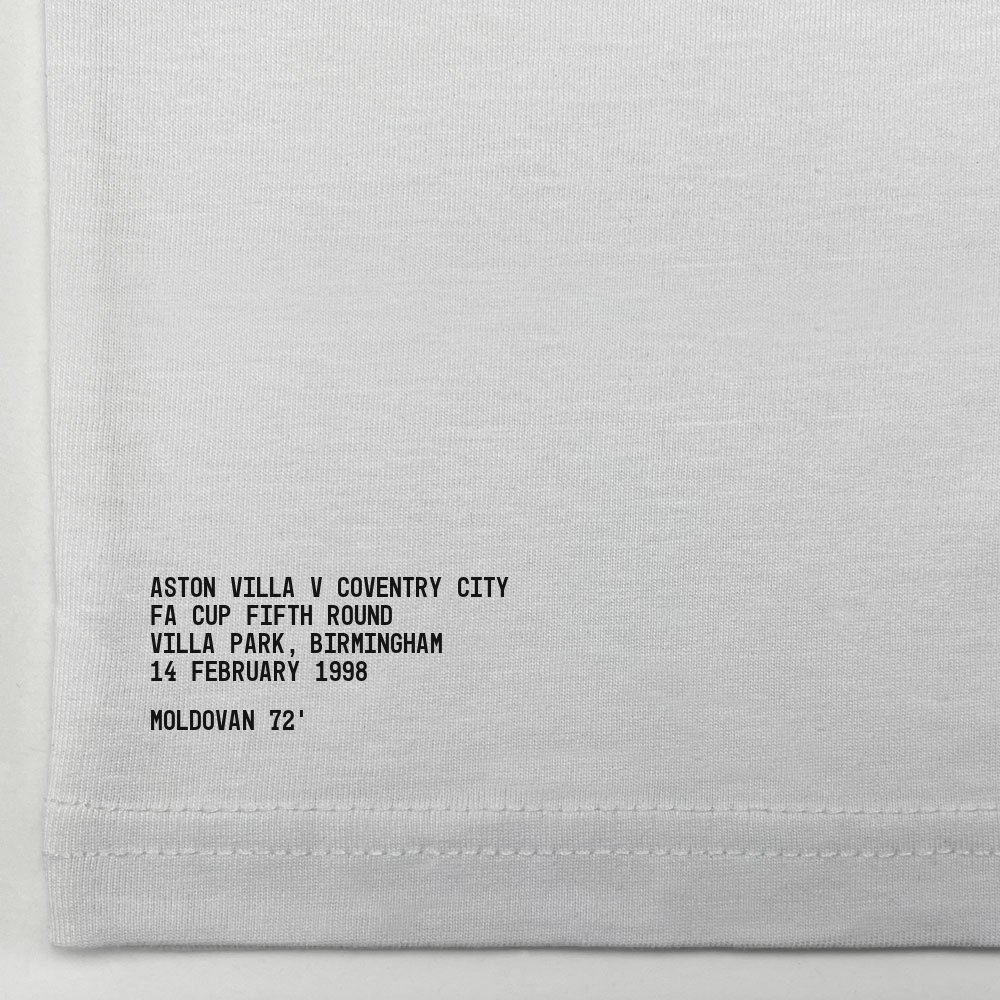 ASTON VILLA V COVENTRY CITY
FA CUP FIFTH ROUND
VILLA PARK, BIRMINGHAM
14 FEBRUARY 1998
MOLDOVAN 72'